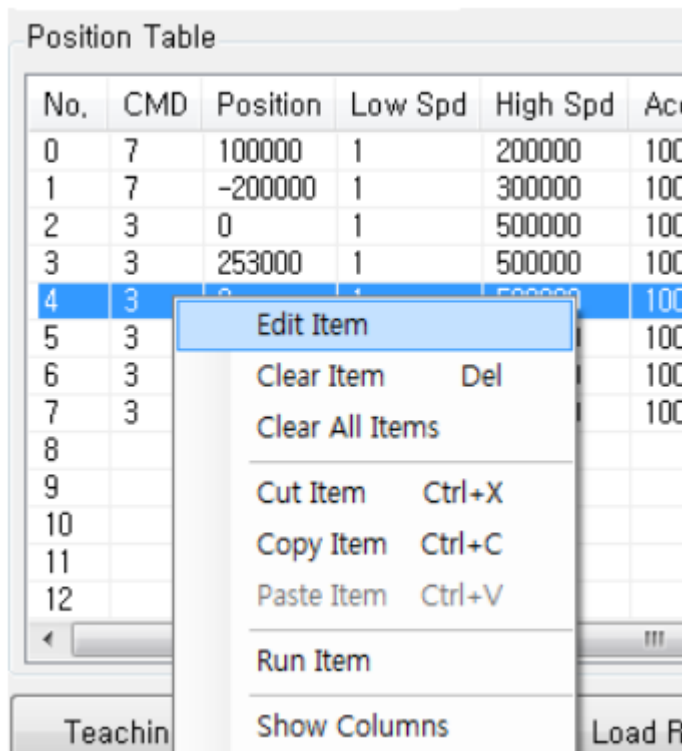 Position Table
No. CMD Position Low Spd High Spd
0 7 100000 1 200000
1 7 -200000 1 300000
2 3 0 1 500000
3 3 253000 1 500000
4 3
Edit Item
5 3
6 3
Clear Item Del
7 3
Clear All Items
8
9
Cut Item Ctrl+X
10
Copy Item Ctrl+C
11
12
Paste Item Ctrl+V
Run Item
Show Columns
Load